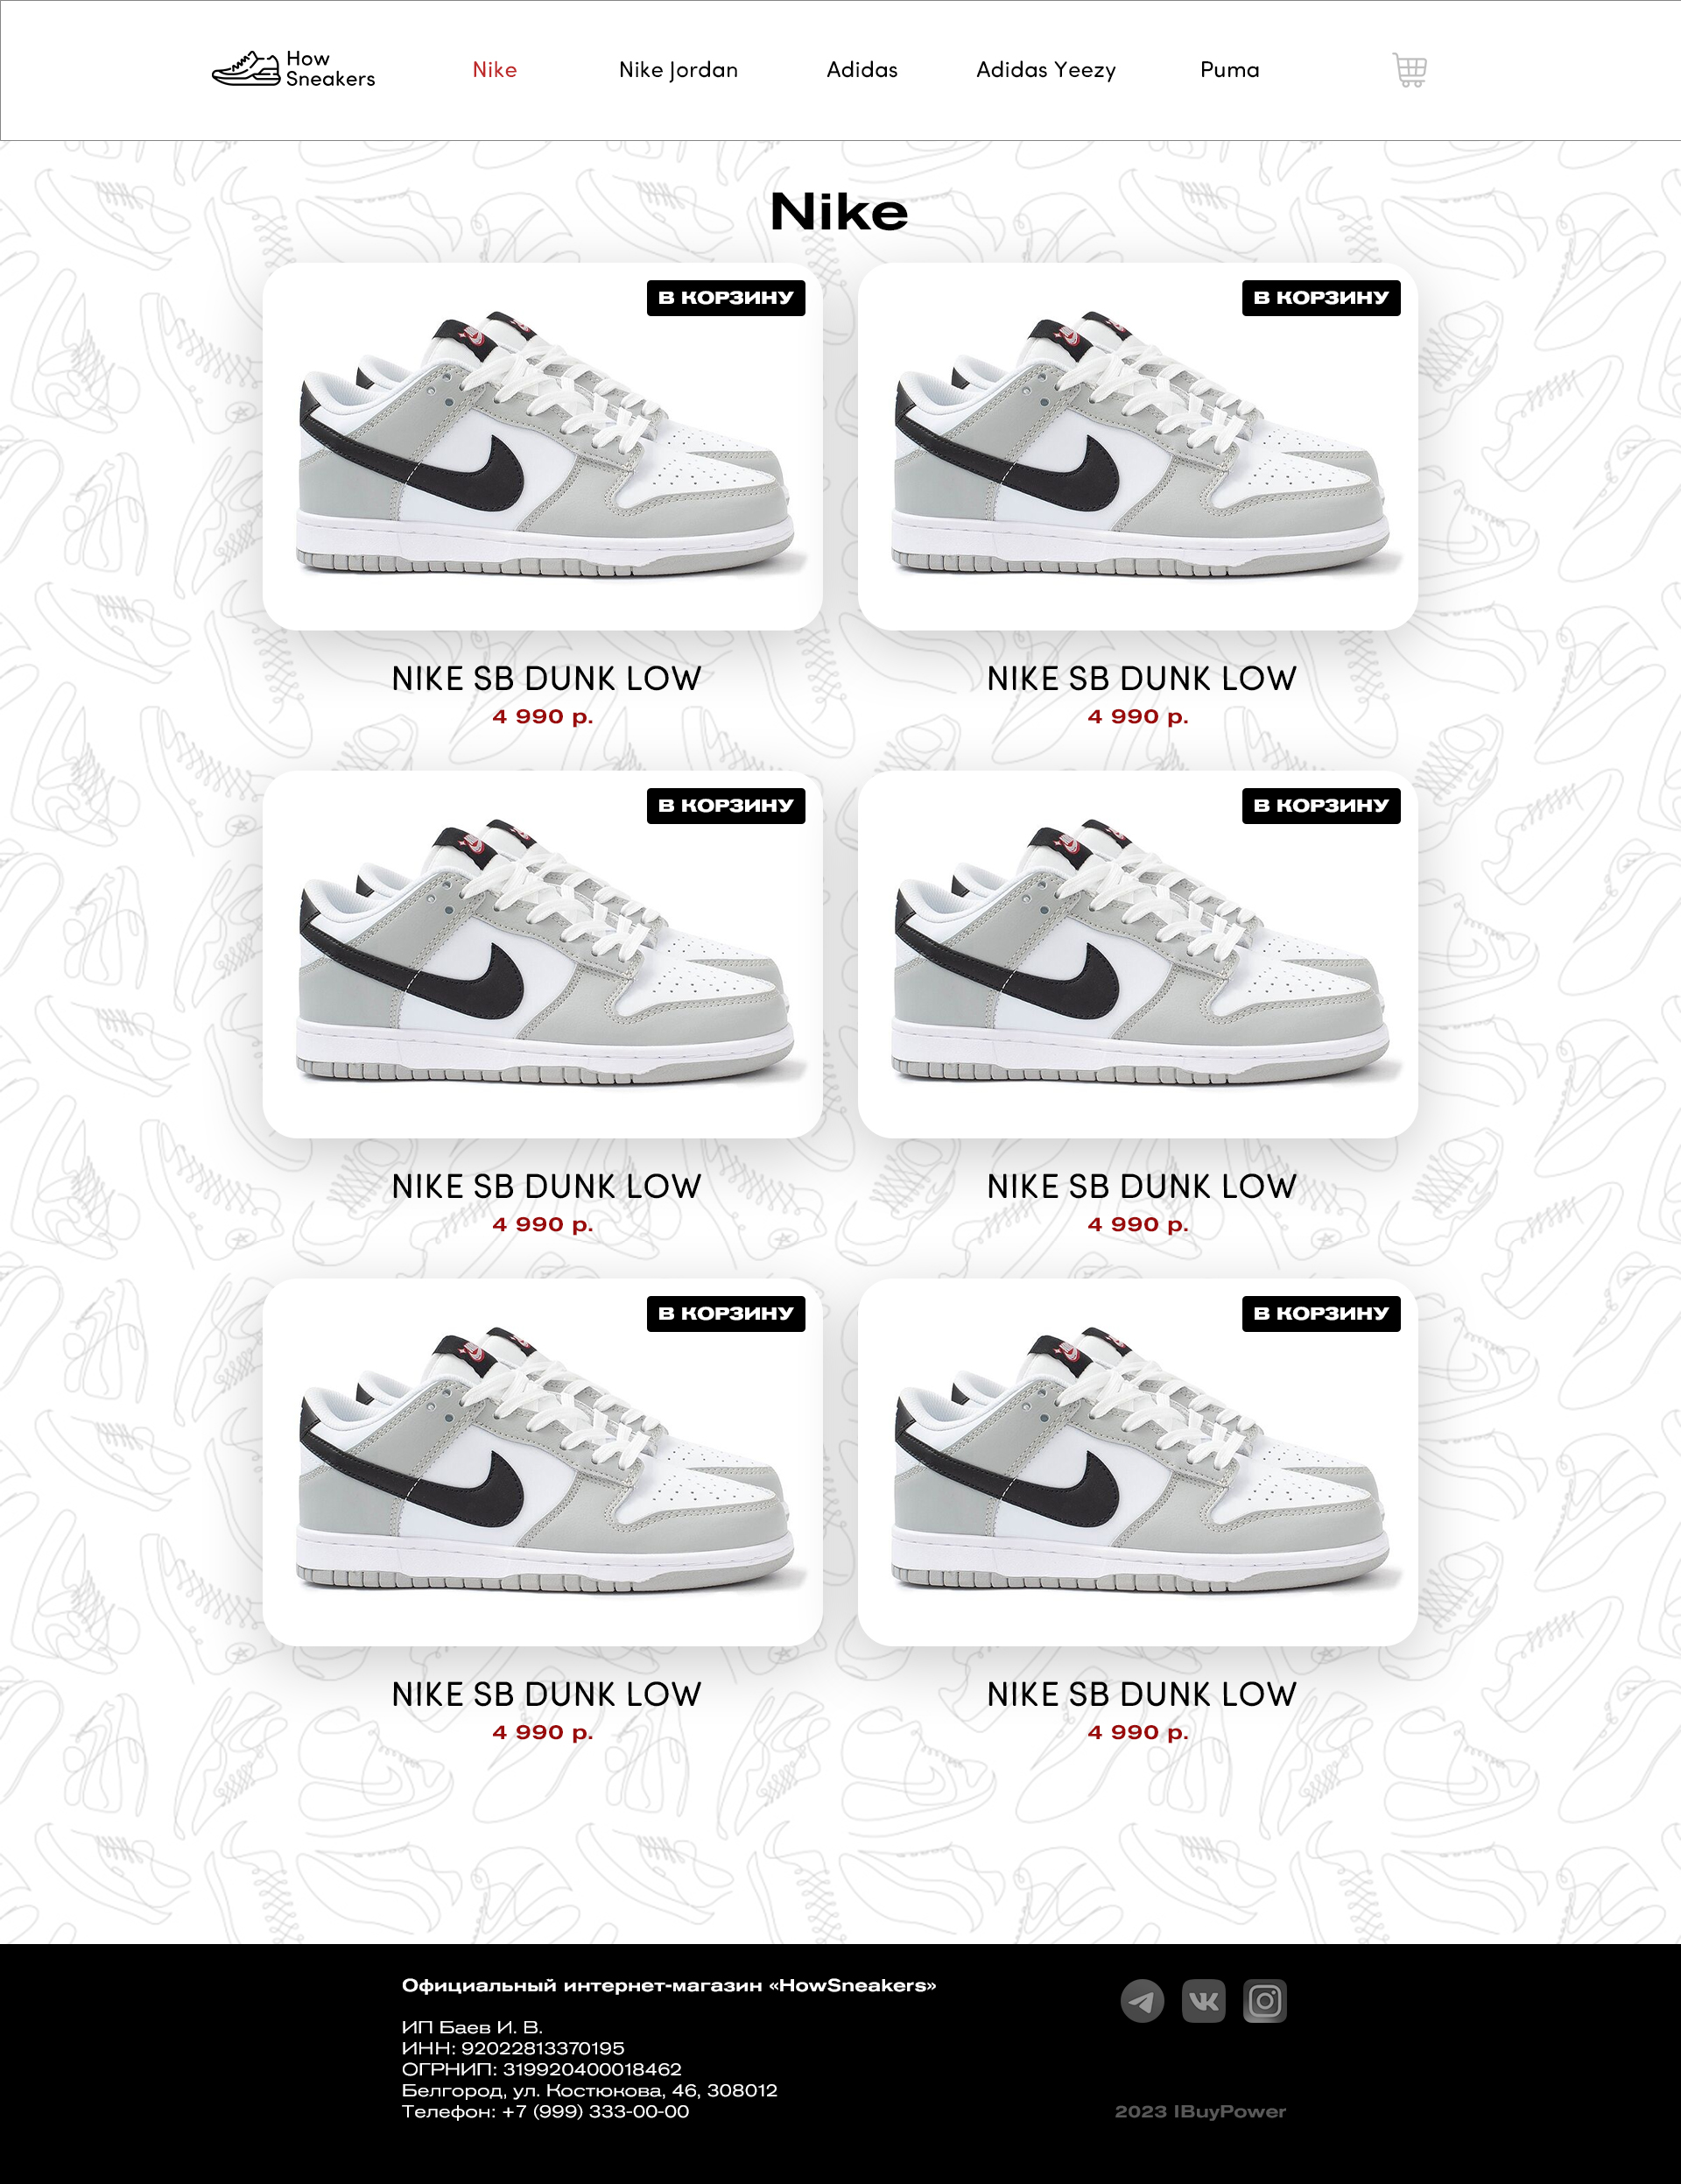 How
Sneakers
Nike
Nike Jordan
Adidas
Adidas Yeezy
Puma
Nike
В КОРЗИНУ
В КОРЗИНУ
NIKE SB DUNK LOW
NIKE SB DUNK LOW
4 990 р.
4 990 р.
В КОРЗИНУ
В КОРЗИНУ
NIKE SB DUNK LOW
NIKE SB DUNK LOW
4 990 р.
4 990 р.
В КОРЗИНУ
В КОРЗИНУ
NIKE SB DUNK LOW
NIKE SB DUNK LOW
4 990 р.
4 990 р.
Официальный интернет-магазин «HowSneakers»
ИП Баев И. В.
ИНН: 92022813370195
ОГРНИП: 319920400018462
Белгород, ул. Костюкова, 46, 308012
Телефон: +7 (999) 333-00-00
2023 IBuyPower